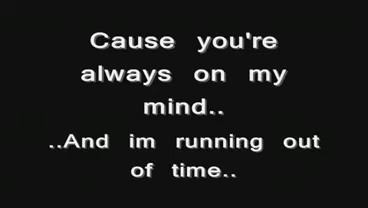 Cause you're
always on my
mind..
..And im running out
of time..